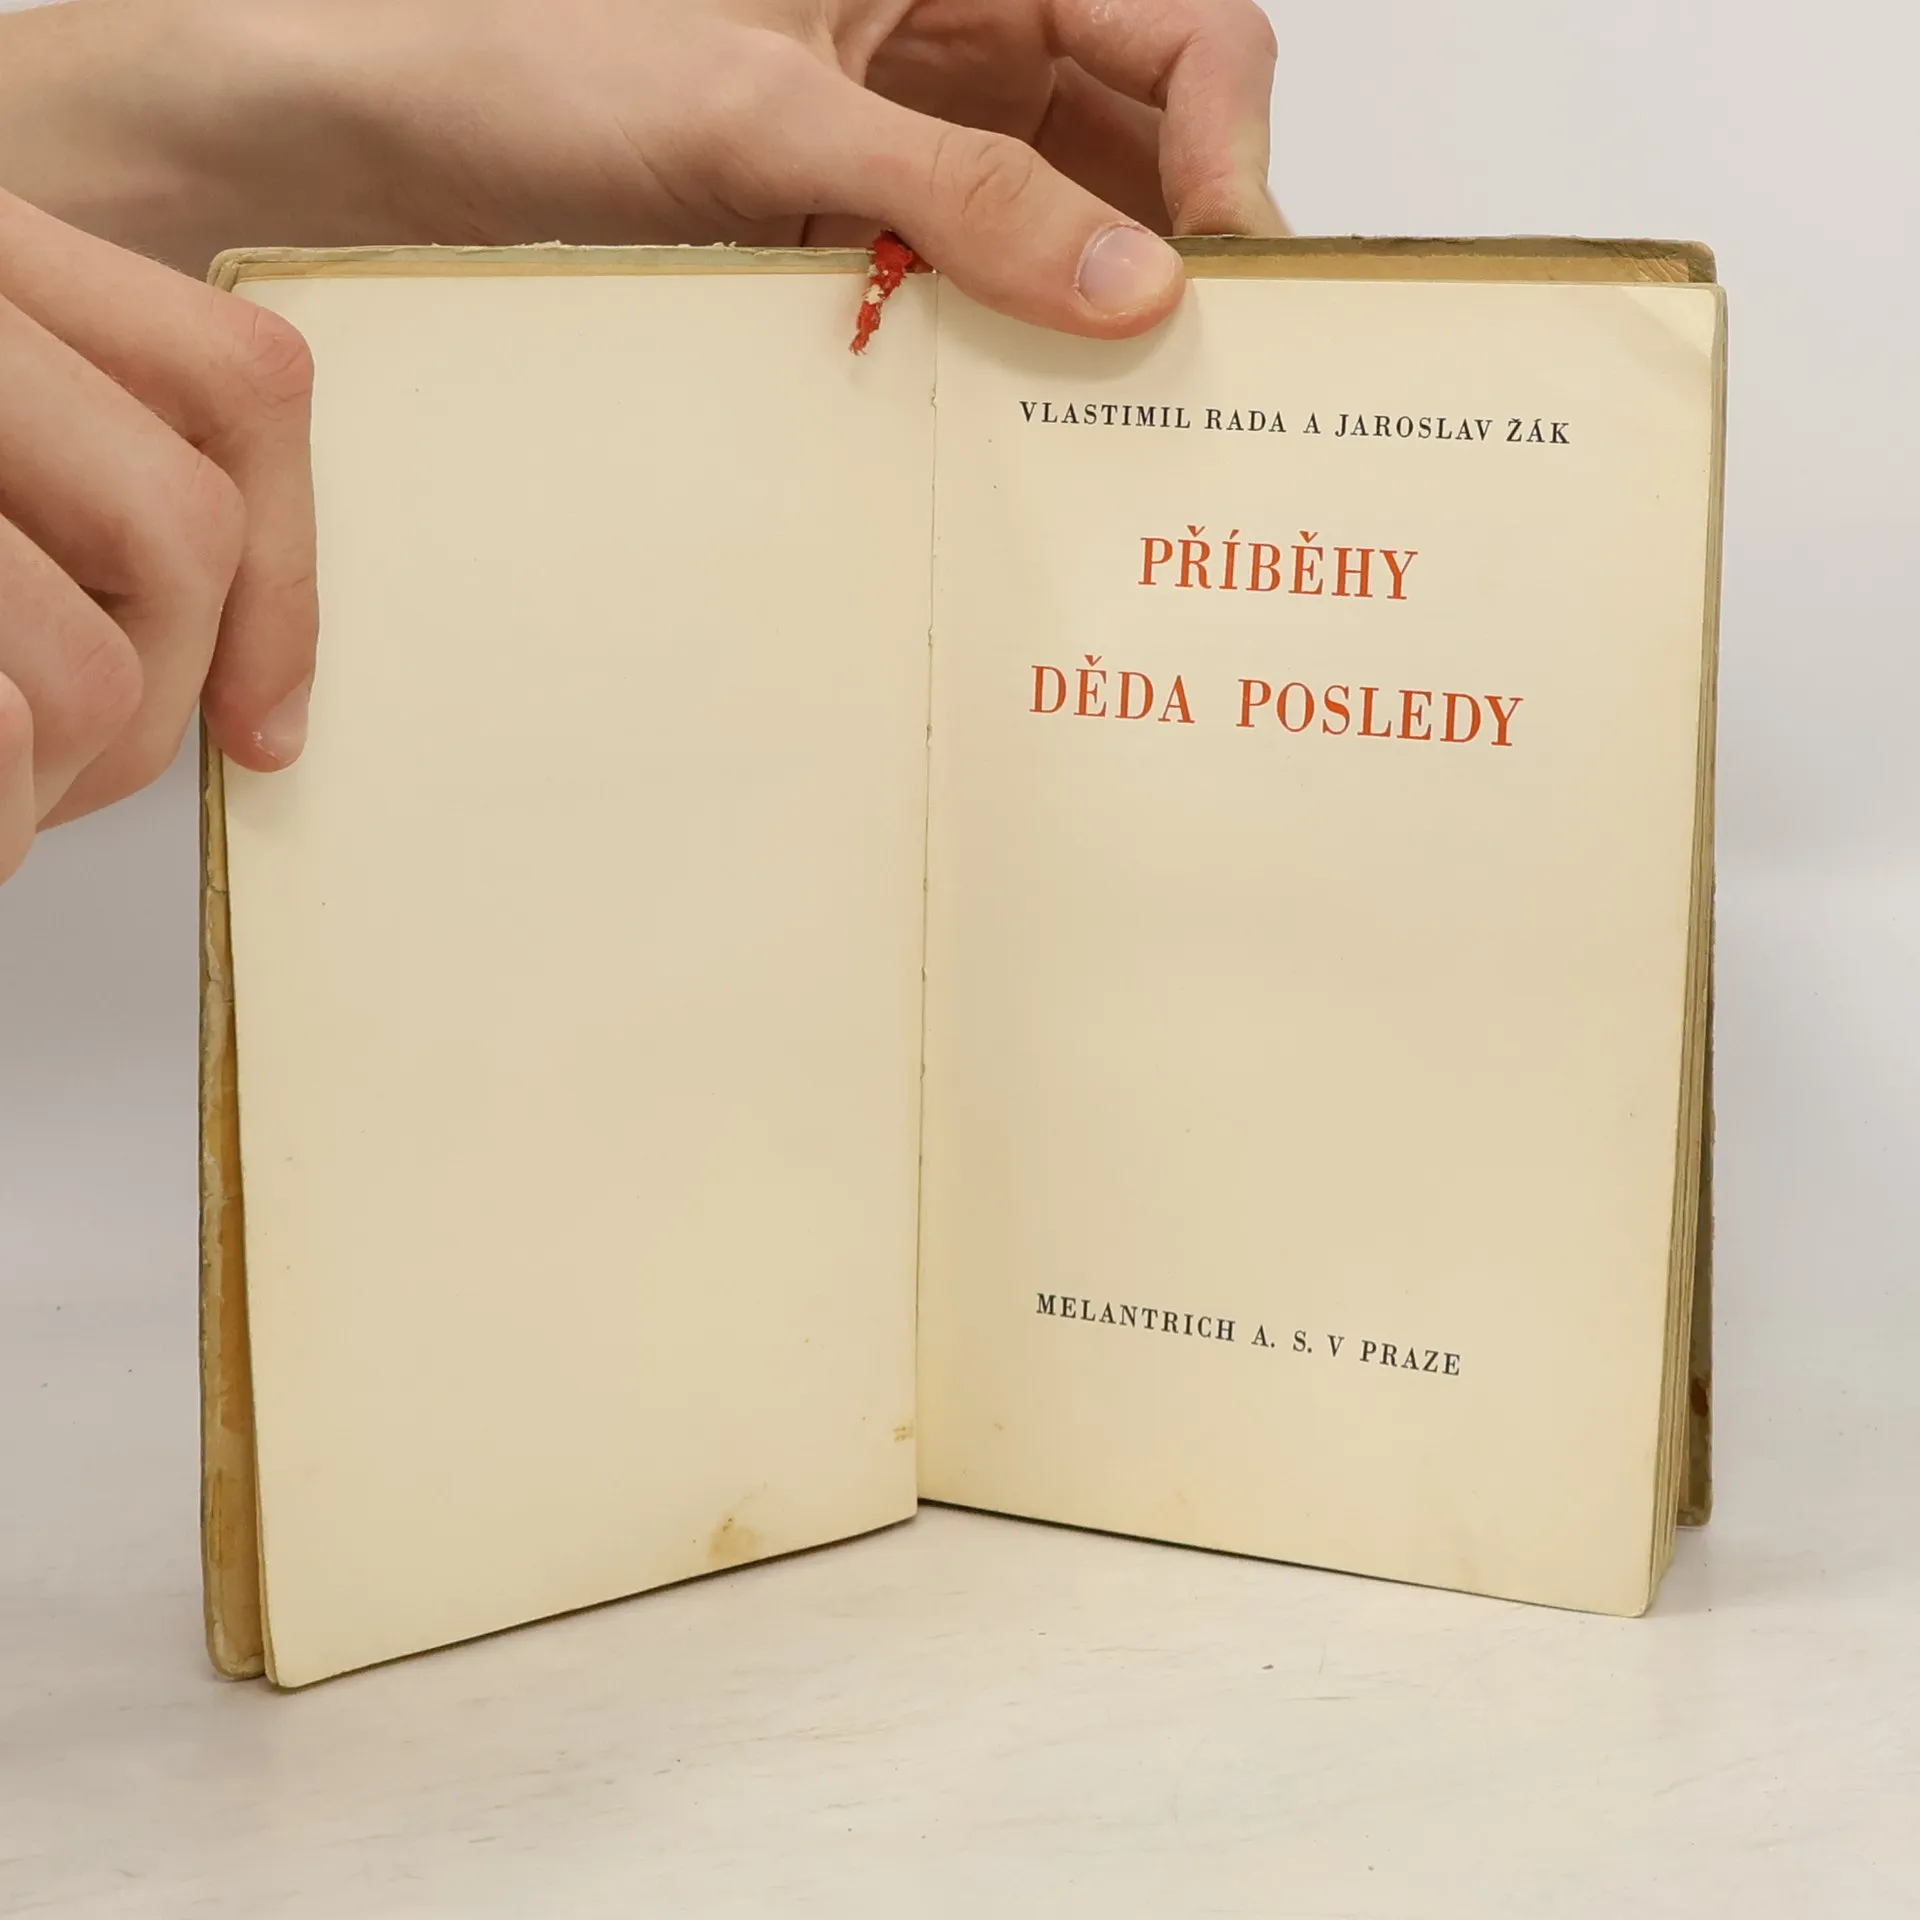 VLASTIMIL RADA A JAROSLAV ŽÁK
PŘÍBĚHY
DĚDA POSLEDY
MELANTRICH A. S. V PRAZE